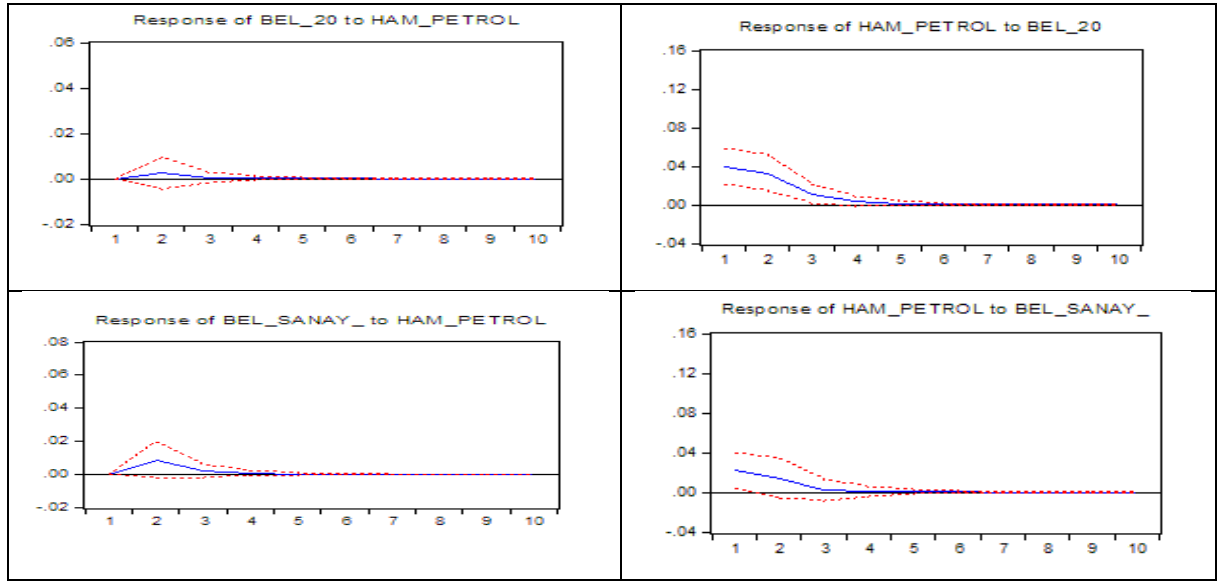 Response of BEL_20 to HAM_PETROL
.06
.04
.02
.00
-.02
1 2 3 4 5 6 7 8 9 10
Response of HAM_PETROL to BEL_20
.16
.12
.08
.04
.00
-.04
1 2 3 4 5 6 7 8 9 10
Response of BEL_SANAY_ to HAM_PETROL
.08
.06
.04
.02
.00
-.02
1 2 3 4 5 6 7 8 9 10
Response of HAM_PETROL to BEL_SANAY_
.16
.12
.08
.04
.00
-.04
1 2 3 4 5 6 7 8 9 10